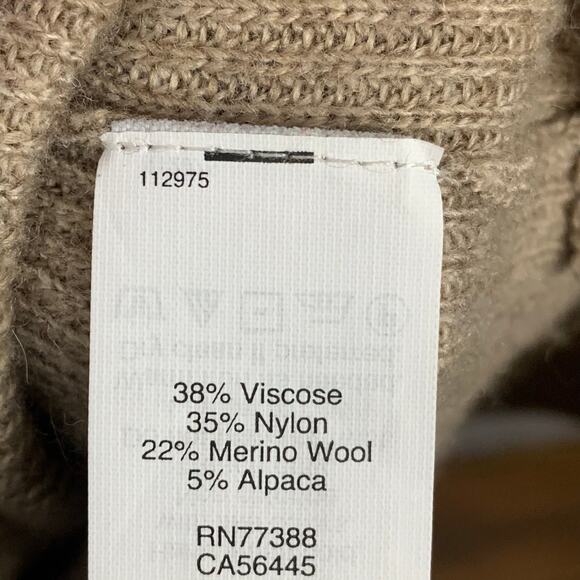 112975
38% Viscose
35% Nylon
22% Merino Wool
5% Alpaca
RN77388
CA56445